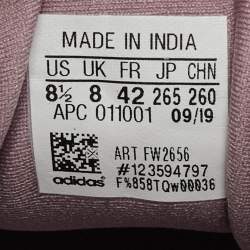 MADE IN INDIA
US UK FR JP CHN
8½ 8 42 265 260
APC 011001 09/19
ART FW2656
#123594797
adidas F%858TQw00036